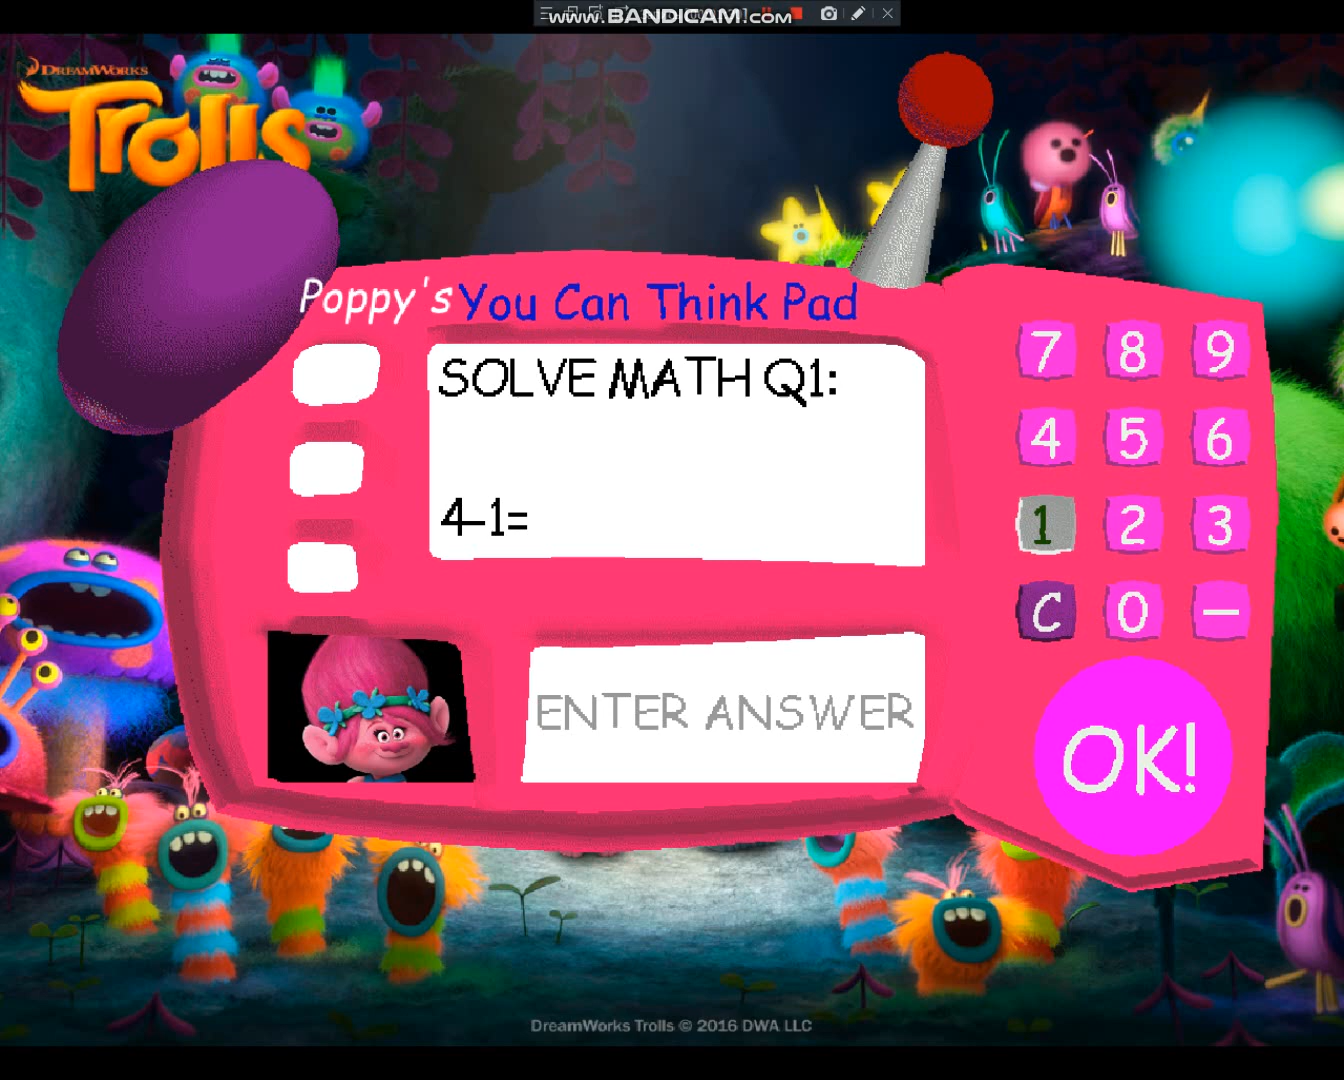 www.BANDICAM.com
DREAMWORKS
TROLLS
Poppy's You Can Think Pad
SOLVE MATH Q1:
4-1=
ENTER ANSWER
7 8 9
4 5 6
1 2 3
C 0 —
OK!
DreamWorks Trolls © 2016 DWA LLC